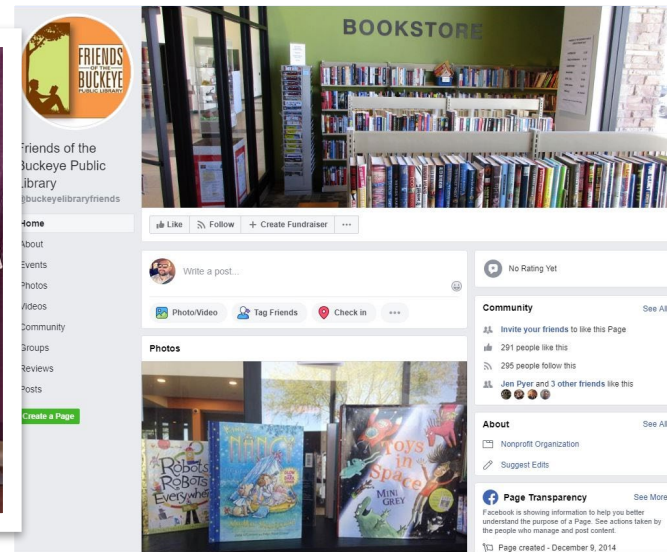 FRIENDS
OF THE
BUCKEYE
PUBLIC LIBRARY
Friends of the
Buckeye Public
Library
@buckeyelibraryfriends
Home
About
Events
Photos
Videos
Community
Groups
Reviews
Posts
Create a Page
BOOKSTORE
Like
Follow
+ Create Fundraiser
...
Write a post...
Photo/Video
Tag Friends
Check in
...
Photos
Robots
Robots
Everywhere
NANCY
Toys
in
Space
MINI
GREY
No Rating Yet
Community
See All
Invite your friends to like this Page
291 people like this
295 people follow this
Jen Pyer and 3 other friends like this
About
See All
Nonprofit Organization
Suggest Edits
Page Transparency
See More
Facebook is showing information to help you better
understand the purpose of a Page. See actions taken by
the people who manage and post content.
Page created - December 9, 2014